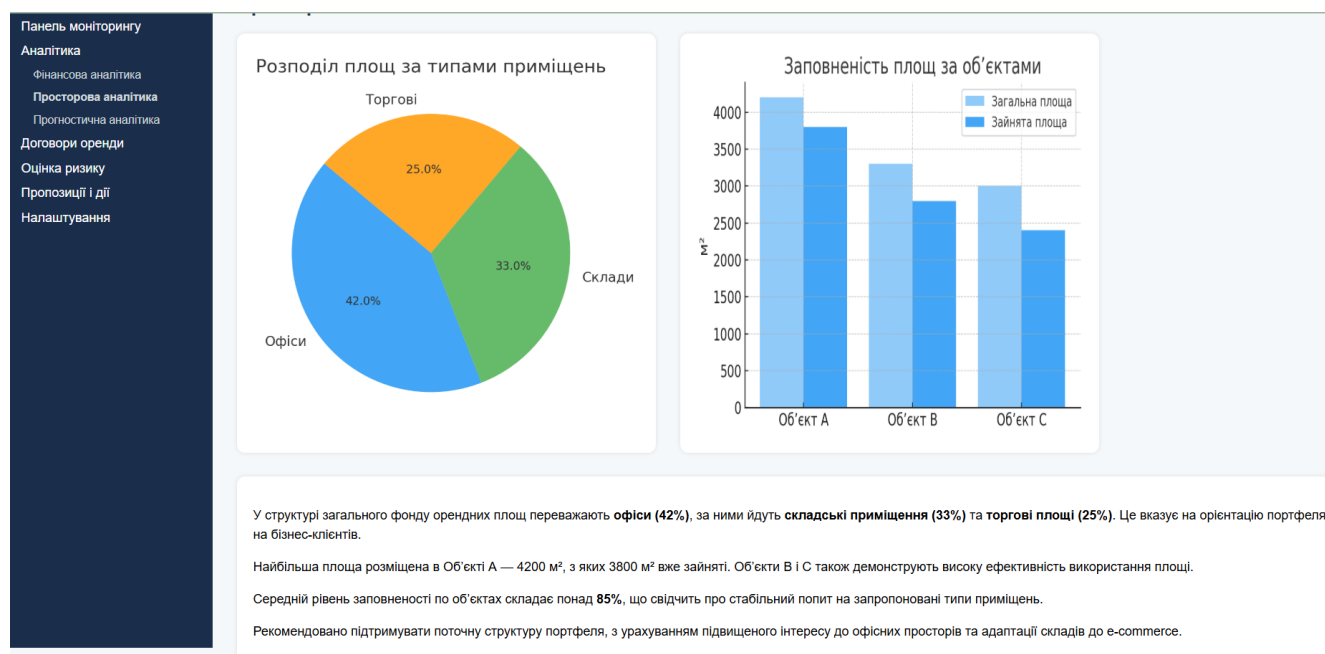 Панель моніторингу
Аналітика
Фінансова аналітика
Просторова аналітика
Прогностична аналітика
Договори оренди
Оцінка ризику
Пропозиції і дії
Налаштування
Розподіл площ за типами приміщень
Торгові
25.0%
33.0%
Склади
42.0%
Офіси
Заповненість площ за об’єктами
Загальна площа
Зайнята площа
4000
3500
3000
2500
2000
1500
1000
500
0
м²
Об’єкт A
Об’єкт B
Об’єкт C
У структурі загального фонду орендних площ переважають офіси (42%), за ними йдуть складські приміщення (33%) та торгові площі (25%). Це вказує на орієнтацію портфеля
на бізнес-клієнтів.
Найбільша площа розміщена в Об’єкті A — 4200 м², з яких 3800 м² вже зайняті. Об’єкти B і C також демонструють високу ефективність використання площі.
Середній рівень заповненості по об’єктах складає понад 85%, що свідчить про стабільний попит на запропоновані типи приміщень.
Рекомендовано підтримувати поточну структуру портфеля, з урахуванням підвищеного інтересу до офісних просторів та адаптації складів до e-commerce.